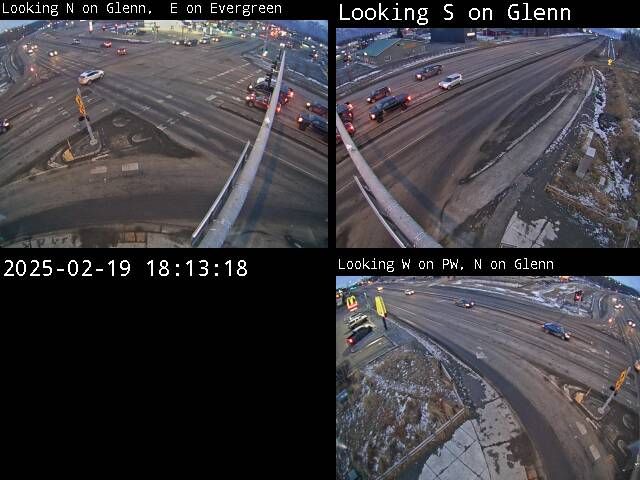 Looking N on Glenn,  E on Evergreen
Looking S on Glenn
2025-02-19 18:13:18
Looking W on PW, N on Glenn